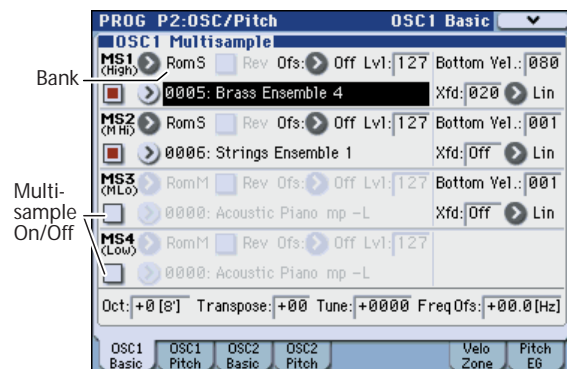 PROG P2:OSC/Pitch OSC1 Basic
OSC1 Multisample
MS1 (High) RomS Rev Ofs: Off Lvl: 127 Bottom Vel.: 080
Bank
0005: Brass Ensemble 4 Xfd: 020 Lin
MS2 (M Hi) RomS Rev Ofs: Off Lvl: 127 Bottom Vel.: 001
0006: Strings Ensemble 1 Xfd: Off Lin
MS3 (MLo) RomM Rev Ofs: Off Lvl: 127 Bottom Vel.: 001
Multi-
sample
On/Off
0000: Acoustic Piano mp -L Xfd: Off Lin
MS4 (Low) RomM Rev Ofs: Off Lvl: 127
0000: Acoustic Piano mp -L
Oct: +0 [8'] Transpose: +00 Tune: +0000 FreqOfs: +00.0 [Hz]
OSC1 Basic OSC1 Pitch OSC2 Basic OSC2 Pitch Velo Zone Pitch EG